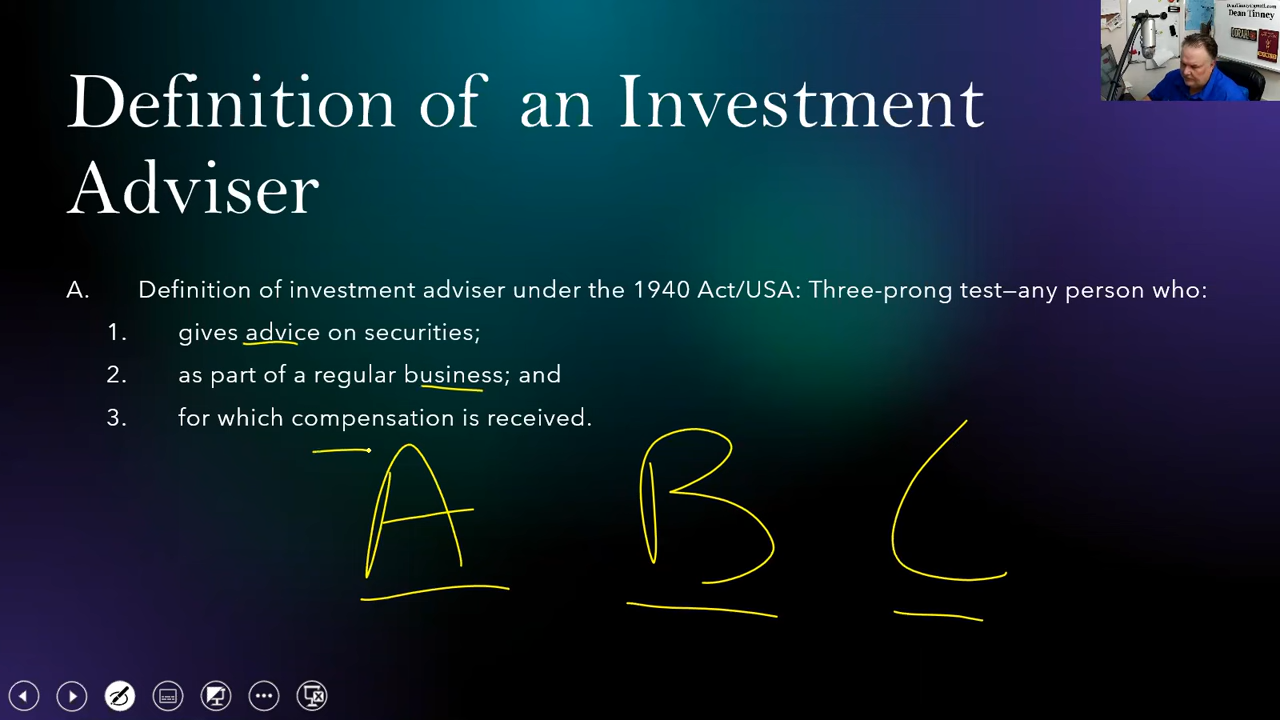 Dean Tinney
Definition of an Investment
Adviser
A. Definition of investment adviser under the 1940 Act/USA: Three-prong test—any person who:
1. gives advice on securities;
2. as part of a regular business; and
3. for which compensation is received.
A B C